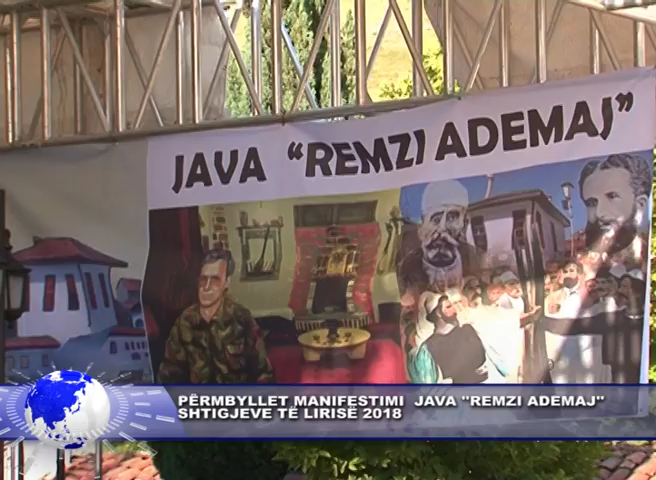 JAVA “REMZI ADEMAJ”
PËRMBYLLET MANIFESTIMI JAVA "REMZI ADEMAJ"
SHTIGJEVE TË LIRISË 2018